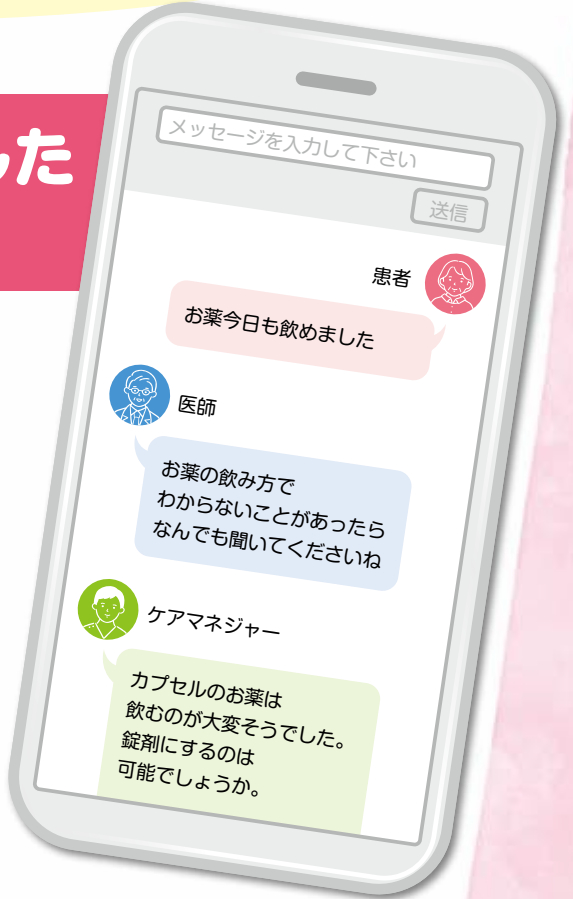 した
メッセージを入力して下さい
送信
患者
お薬今日も飲めました
医師
お薬の飲み方で
わからないことがあったら
なんでも聞いてくださいね
ケアマネジャー
カプセルのお薬は
飲むのが大変そうでした。
錠剤にするのは
可能でしょうか。